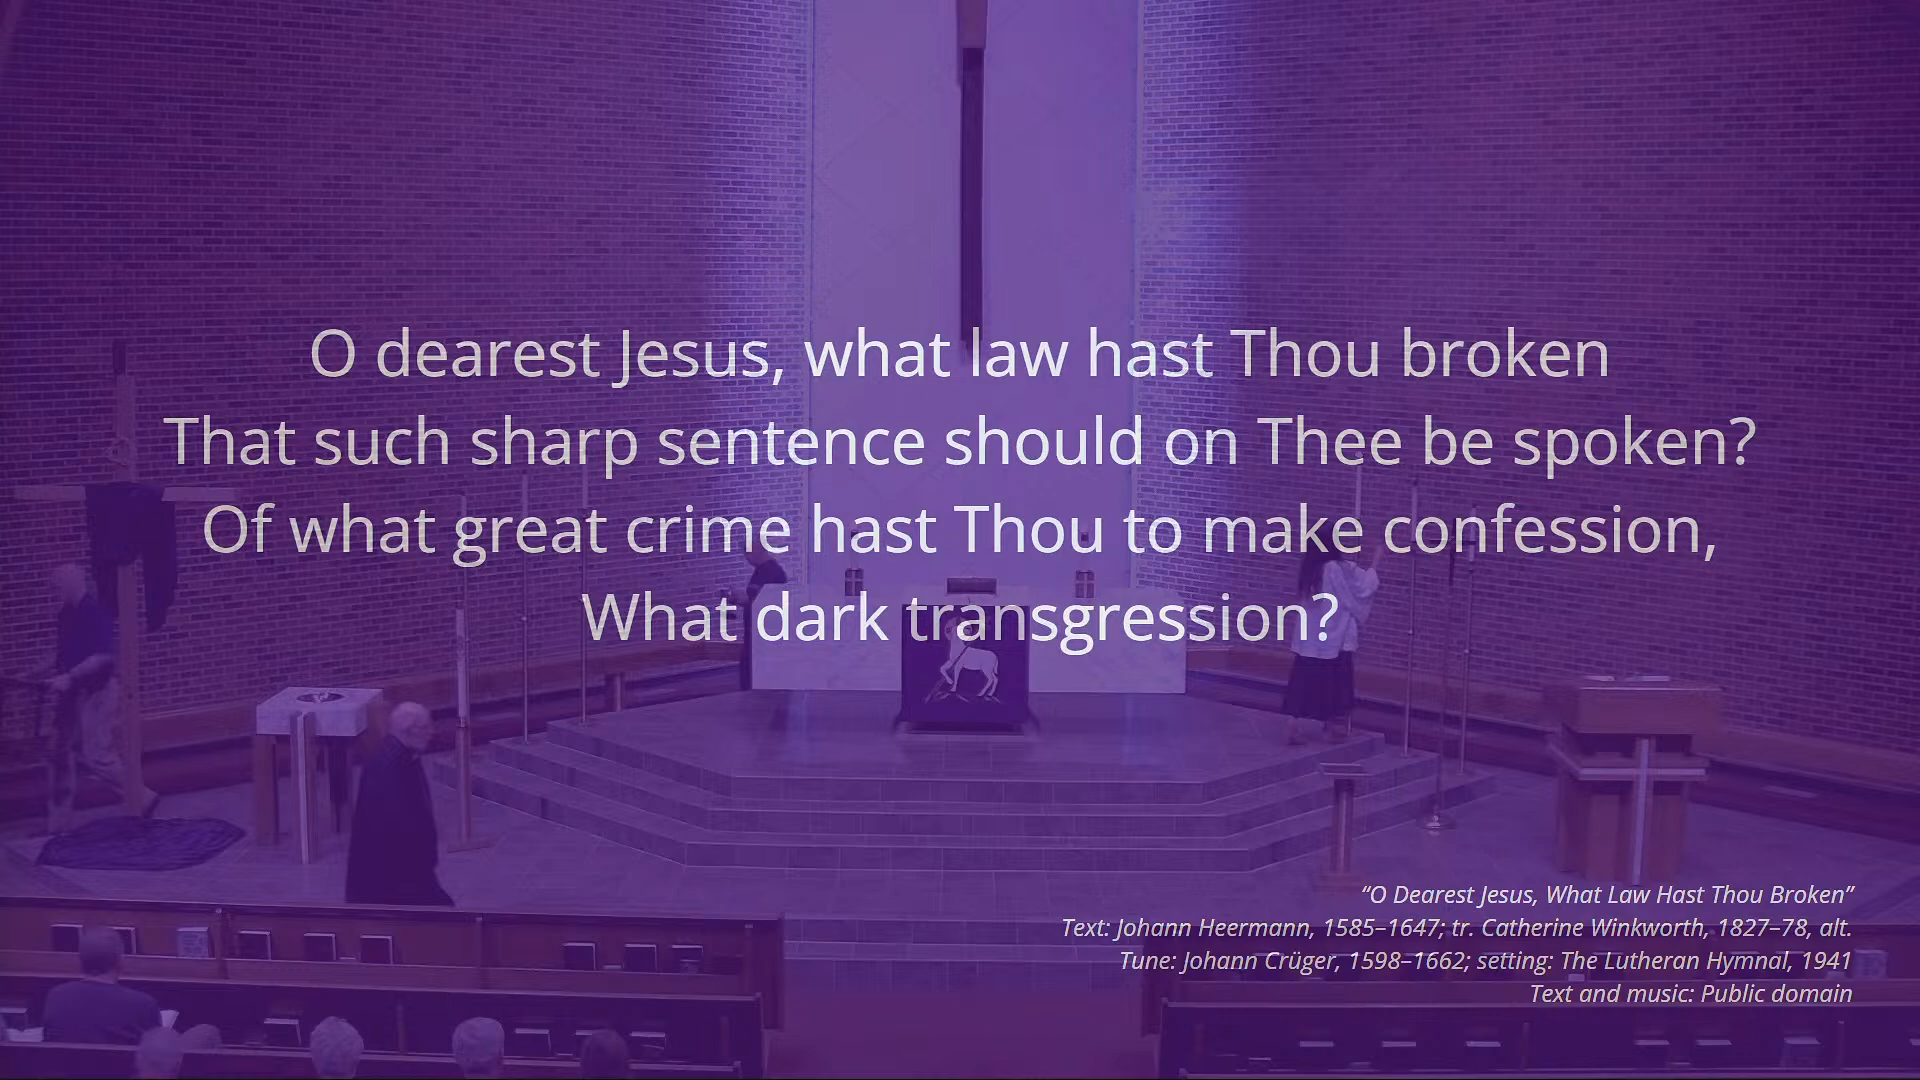 O dearest Jesus, what law hast Thou broken
That such sharp sentence should on Thee be spoken?
Of what great crime hast Thou to make confession,
What dark transgression?
“O Dearest Jesus, What Law Hast Thou Broken”
Text: Johann Heermann, 1585–1647; tr. Catherine Winkworth, 1827–78, alt.
Tune: Johann Crüger, 1598–1662; setting: The Lutheran Hymnal, 1941
Text and music: Public domain